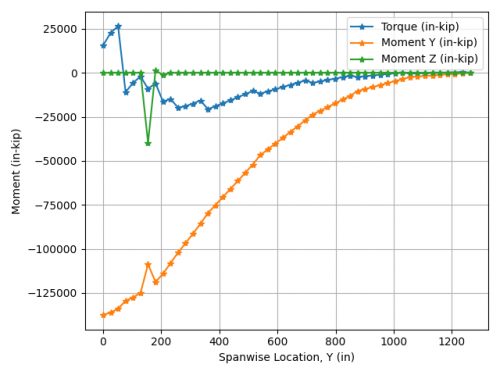 25000
0
−25000
−50000
−75000
−100000
−125000
0
200
400
600
800
1000
1200
Moment (in-kip)
Spanwise Location, Y (in)
Torque (in-kip)
Moment Y (in-kip)
Moment Z (in-kip)